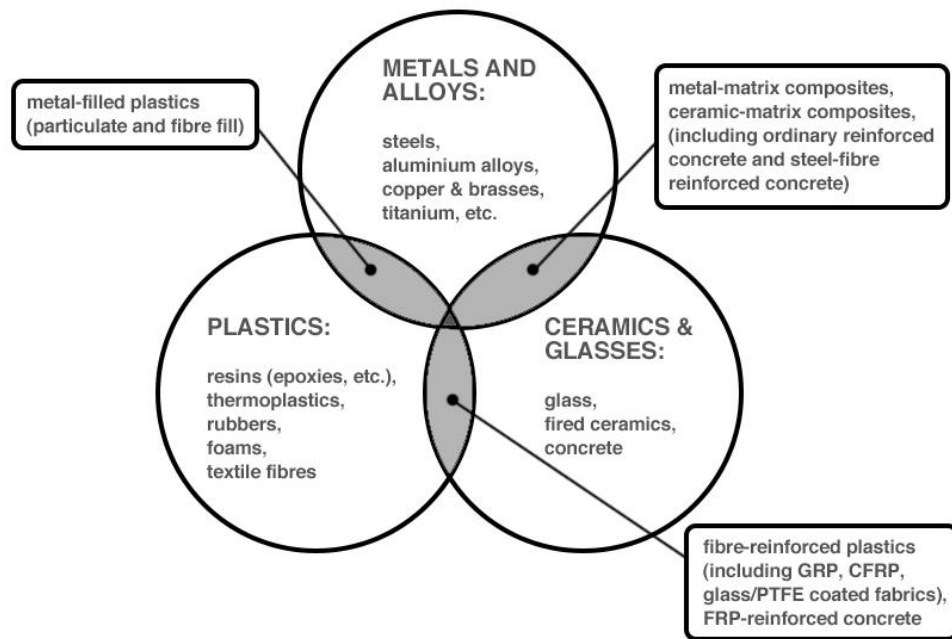 METALS AND
ALLOYS:
steels,
aluminium alloys,
copper & brasses,
titanium, etc.
metal-filled plastics
(particulate and fibre fill)
metal-matrix composites,
ceramic-matrix composites,
(including ordinary reinforced
concrete and steel-fibre
reinforced concrete)
PLASTICS:
resins (epoxies, etc.),
thermoplastics,
rubbers,
foams,
textile fibres
CERAMICS &
GLASSES:
glass,
fired ceramics,
concrete
fibre-reinforced plastics
(including GRP, CFRP,
glass/PTFE coated fabrics),
FRP-reinforced concrete